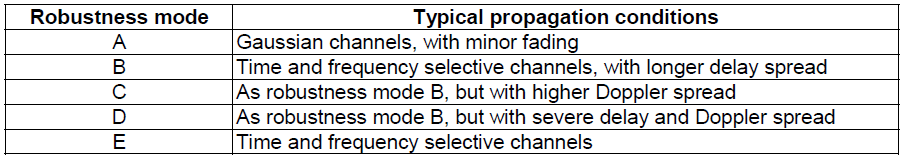 Robustness mode Typical propagation conditions
A Gaussian channels, with minor fading
B Time and frequency selective channels, with longer delay spread
C As robustness mode B, but with higher Doppler spread
D As robustness mode B, but with severe delay and Doppler spread
E Time and frequency selective channels